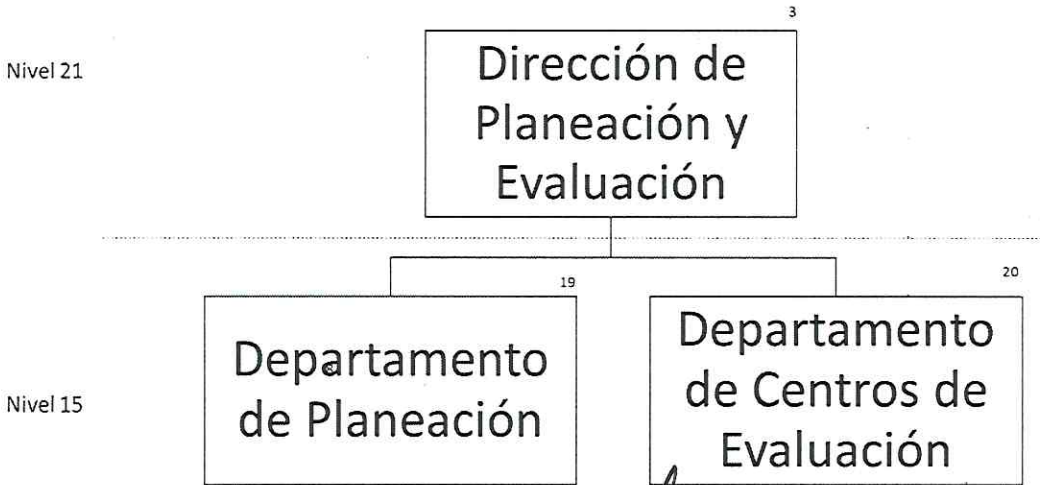 3
Nivel 21
Dirección de
Planeación y
Evaluación
19
20
Nivel 15
Departamento
de Planeación
Departamento
de Centros de
Evaluación